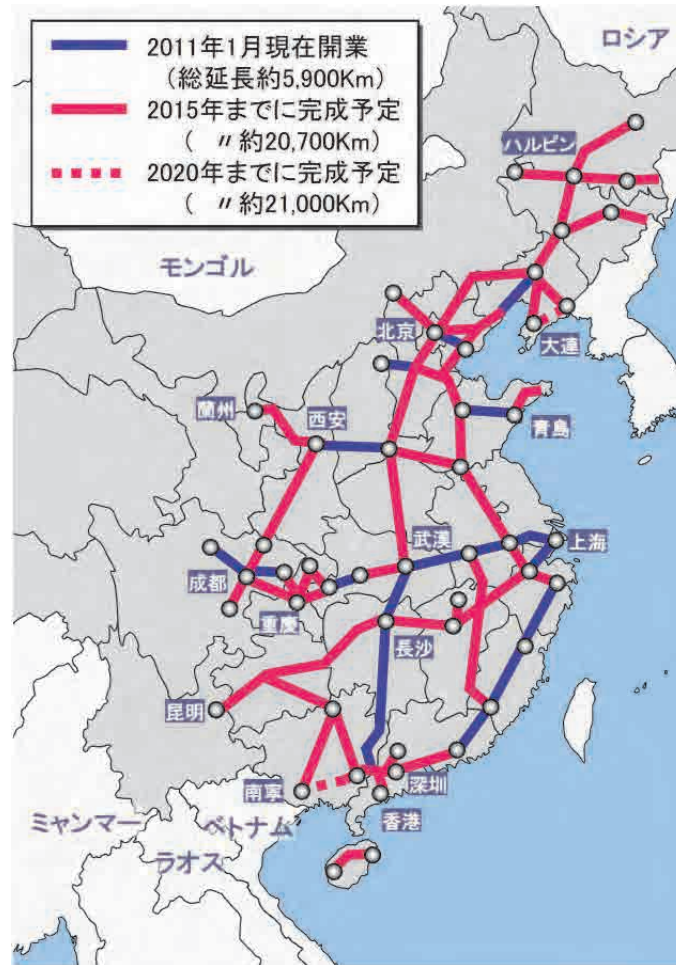 2011年1月現在開業
(総延長約5,900Km)
2015年までに完成予定
( 〃約20,700Km)
2020年までに完成予定
( 〃約21,000Km)
ロシア
ハルビン
モンゴル
北京
大連
蘭州
西安
青島
武漢
上海
成都
重慶
長沙
昆明
南寧
深圳
香港
ミャンマー
ベトナム
ラオス